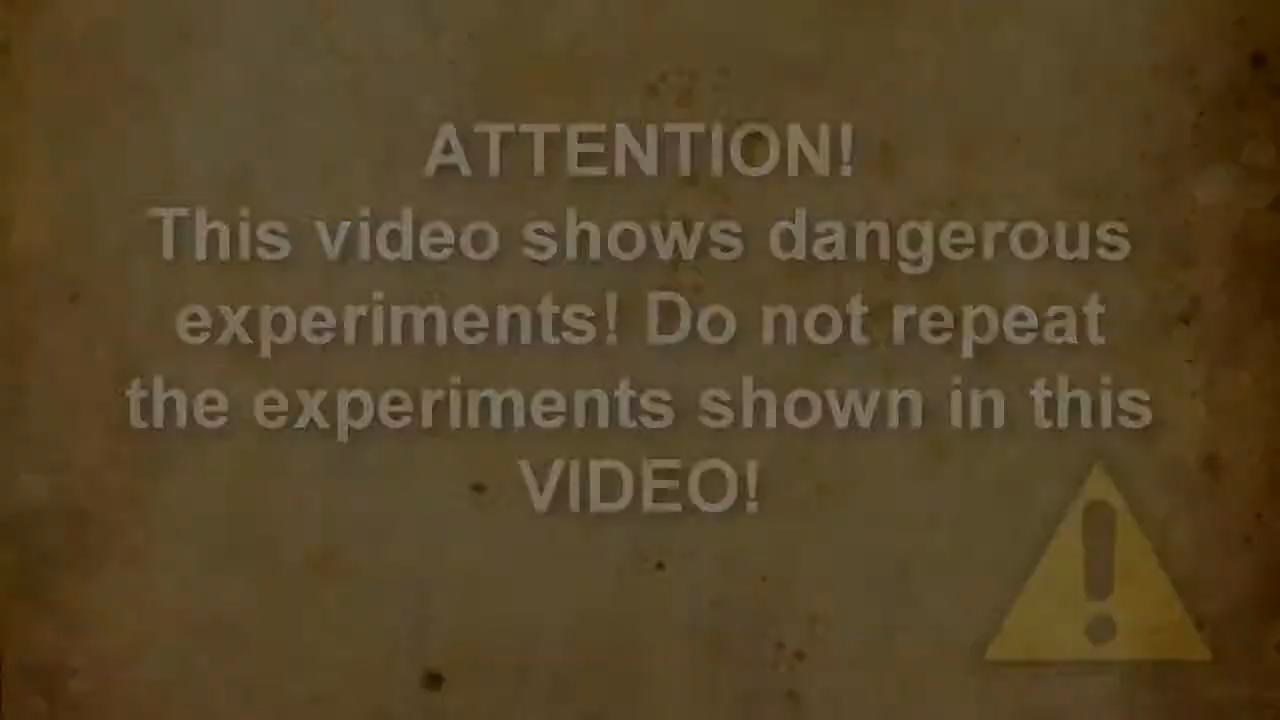 ATTENTION!
This video shows dangerous
experiments! Do not repeat
the experiments shown in this
VIDEO!